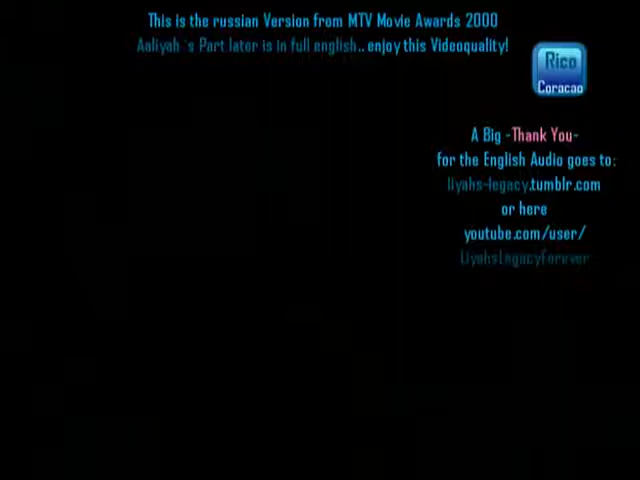 This is the russian Version from MTV Movie Awards 2000
Aaliyah `s Part later is in full english.. enjoy this Videoquality!
Rico
Coracao
A Big -Thank You-
for the English Audio goes to:
liyahs-legacy.tumblr.com
or here
youtube.com/user/
LiyahsLegacyForever